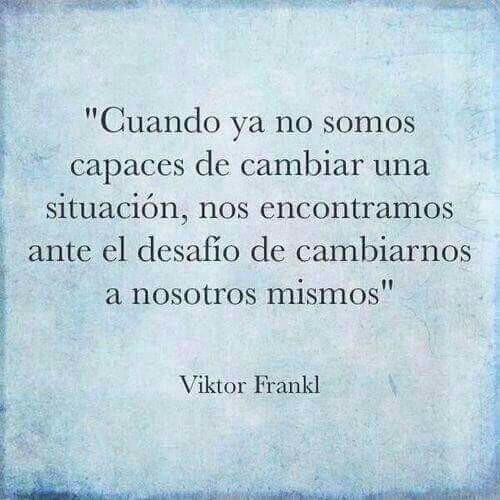 "Cuando ya no somos
capaces de cambiar una
situación, nos encontramos
ante el desafío de cambiarnos
a nosotros mismos"
Viktor Frankl